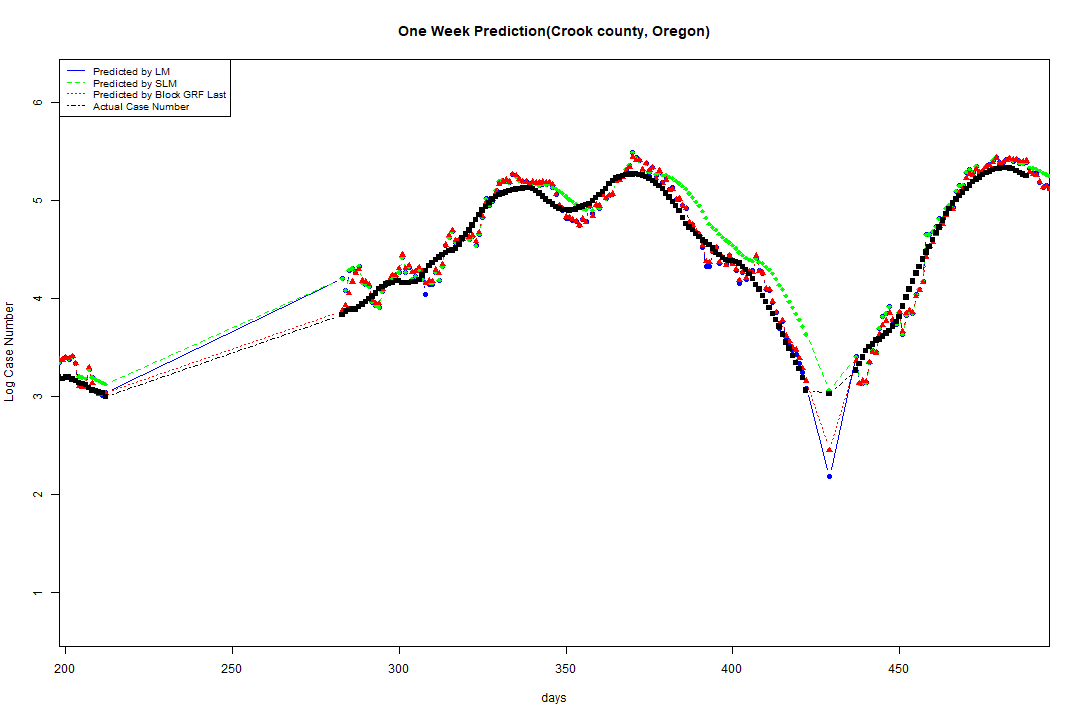 One Week Prediction(Crook county, Oregon)
Predicted by LM
Predicted by SLM
Predicted by Block GRF Last
Actual Case Number
6
5
4
3
2
1
Log Case Number
200 250 300 350 400 450
days